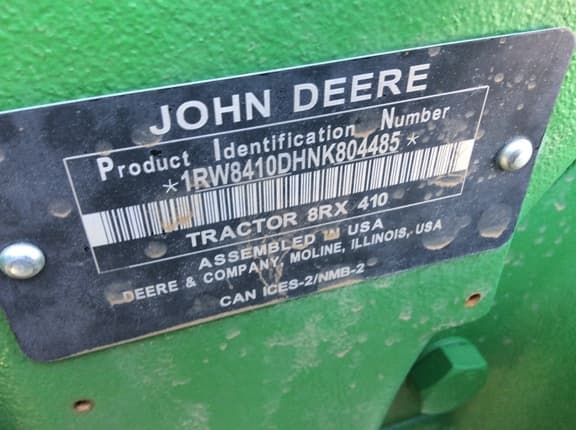 JOHN DEERE
Product Identification Number
*1RW8410DHNK804485*
TRACTOR 8RX 410
ASSEMBLED IN USA
DEERE & COMPANY, MOLINE, ILLINOIS, USA
CAN ICES-2/NMB-2